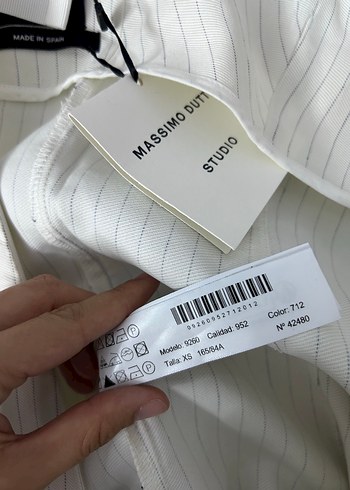 MADE IN SPAIN
MASSIMO DUTTI
STUDIO
09260952712012
Modelo: 9260 Calidad: 952 Color: 712
Talla: XS 165/84A Nº 42480